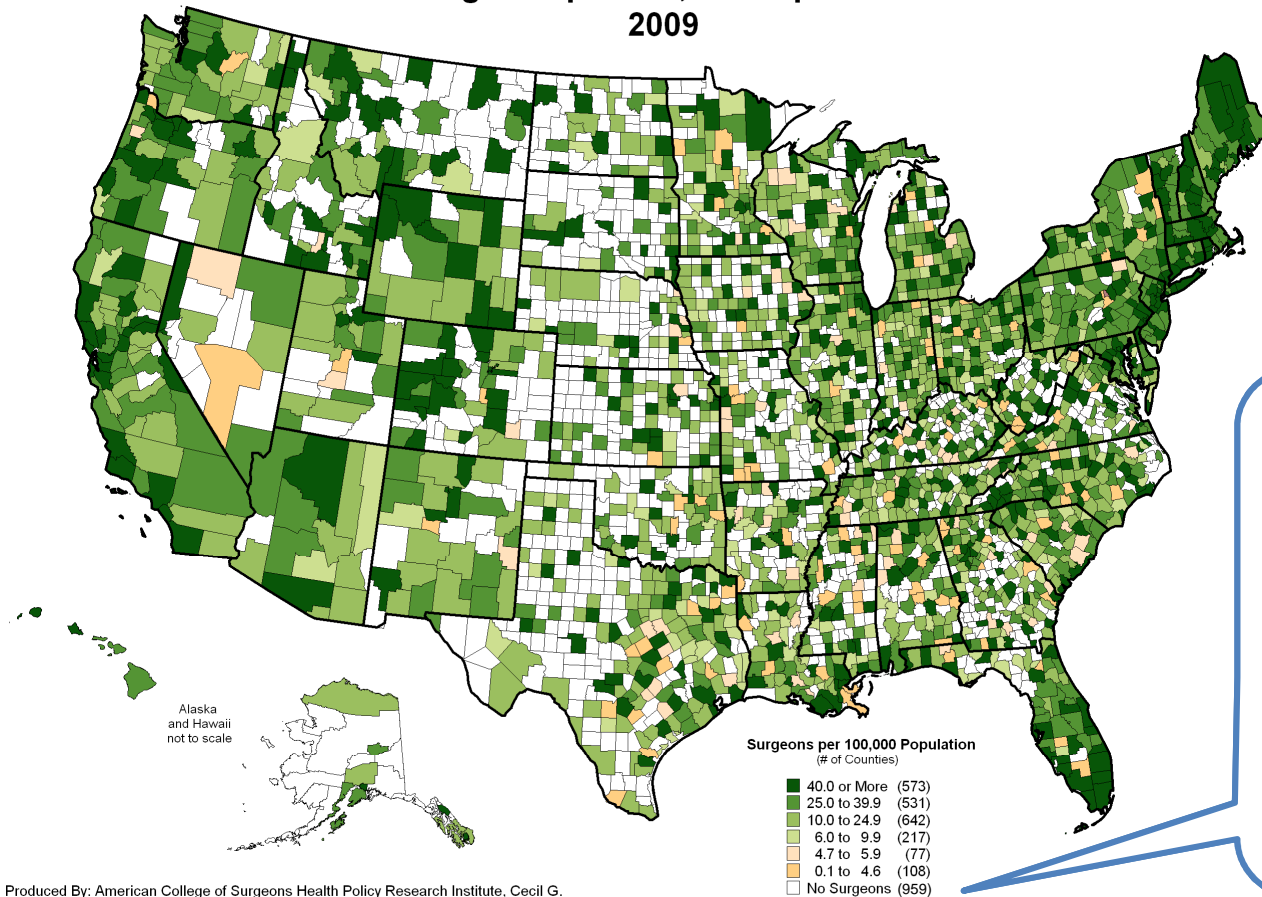 2009
Alaska
and Hawaii
not to scale
Surgeons per 100,000 Population
(# of Counties)
40.0 or More (573)
25.0 to 39.9 (531)
10.0 to 24.9 (642)
6.0 to 9.9 (217)
4.7 to 5.9 (77)
0.1 to 4.6 (108)
No Surgeons (959)
Produced By: American College of Surgeons Health Policy Research Institute, Cecil G.